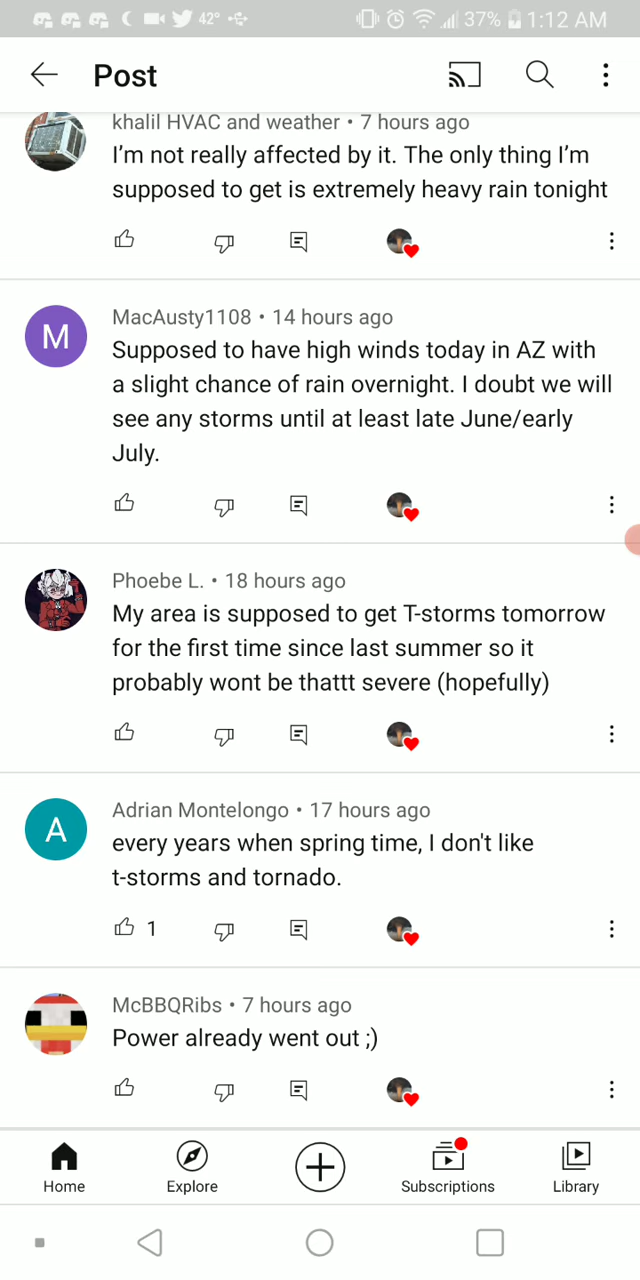 42° 37% 1:12 AM
Post
khalil HVAC and weather • 7 hours ago
I’m not really affected by it. The only thing I’m
supposed to get is extremely heavy rain tonight
M
MacAusty1108 • 14 hours ago
Supposed to have high winds today in AZ with
a slight chance of rain overnight. I doubt we will
see any storms until at least late June/early
July.
Phoebe L. • 18 hours ago
My area is supposed to get T-storms tomorrow
for the first time since last summer so it
probably wont be thattt severe (hopefully)
A
Adrian Montelongo • 17 hours ago
every years when spring time, I don't like
t-storms and tornado.
1
McBBQRibs • 7 hours ago
Power already went out ;)
Home Explore Subscriptions Library